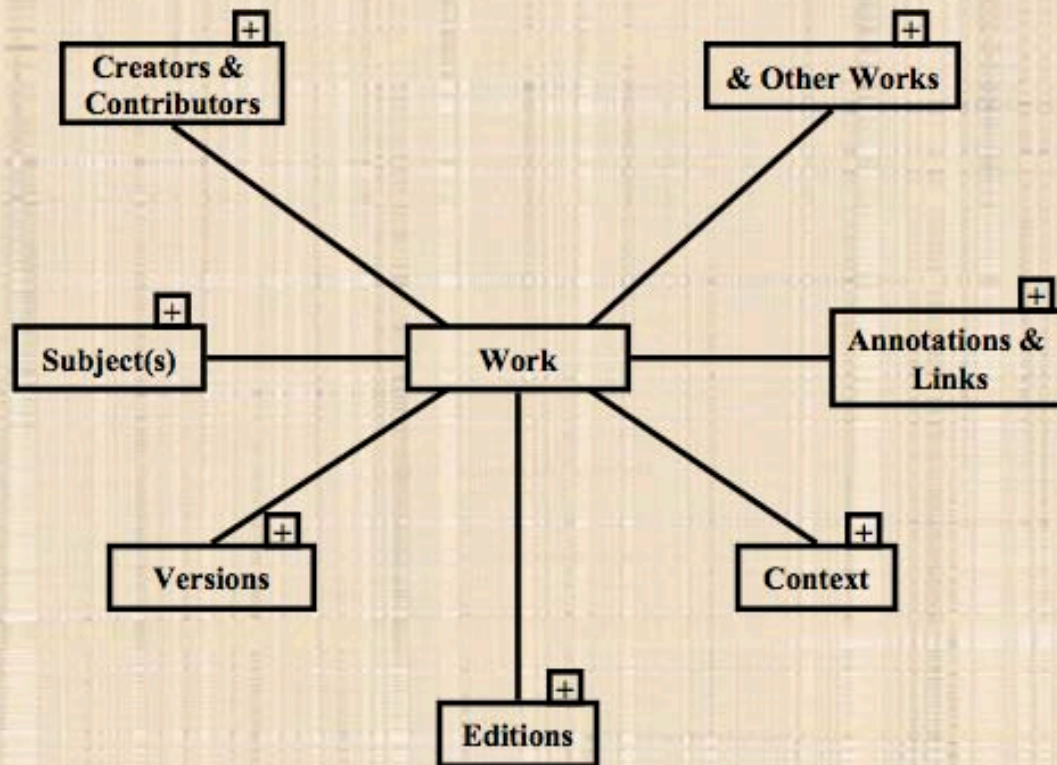 +
Creators &
Contributors
+
& Other Works
+
Subject(s)
Work
+
Annotations &
Links
+
Versions
+
Context
+
Editions